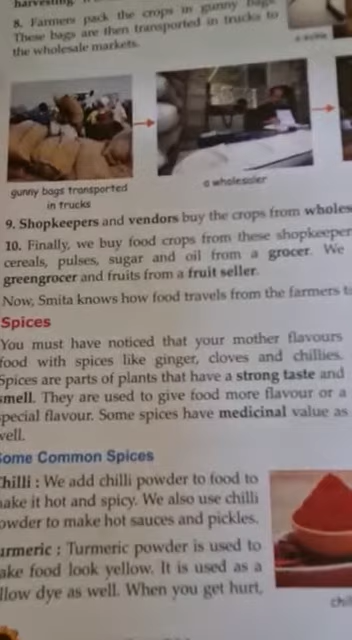 harvesting
8. Farmers pack the crops in gunny bags.
These bags are then transported in trucks to
the wholesale markets.
gunny bags transported
in trucks
a wholesaler
9. Shopkeepers and vendors buy the crops from wholes
10. Finally, we buy food crops from these shopkeeper
cereals, pulses, sugar and oil from a grocer. We
greengrocer and fruits from a fruit seller.
Now, Smita knows how food travels from the farmers t
Spices
You must have noticed that your mother flavours
food with spices like ginger, cloves and chillies.
Spices are parts of plants that have a strong taste and
smell. They are used to give food more flavour or a
pecial flavour. Some spices have medicinal value as
well.
Some Common Spices
Chilli : We add chilli powder to food to
ake it hot and spicy. We also use chilli
owder to make hot sauces and pickles.
urmeric : Turmeric powder is used to
ake food look yellow. It is used as a
llow dye as well. When you get hurt,
chil